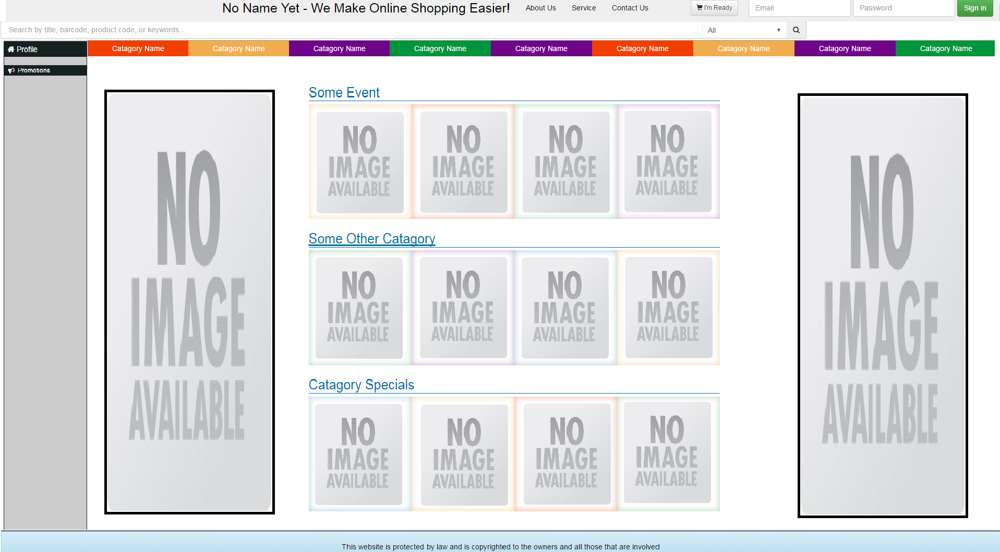 No Name Yet - We Make Online Shopping Easier! About Us Service Contact Us I'm Ready Email Password Sign in
Search by title, barcode, product code, or keywords... All
Profile Catagory Name Catagory Name Catagory Name Catagory Name Catagory Name Catagory Name Catagory Name Catagory Name Catagory Name
Promotions
NO
IMAGE
AVAILABLE
Some Event
NO IMAGE AVAILABLE
NO IMAGE AVAILABLE
NO IMAGE AVAILABLE
NO IMAGE AVAILABLE
Some Other Catagory
NO IMAGE AVAILABLE
NO IMAGE AVAILABLE
NO IMAGE AVAILABLE
NO IMAGE AVAILABLE
Catagory Specials
NO IMAGE AVAILABLE
NO IMAGE AVAILABLE
NO IMAGE AVAILABLE
NO IMAGE AVAILABLE
NO
IMAGE
AVAILABLE
This website is protected by law and is copyrighted to the owners and all those that are involved